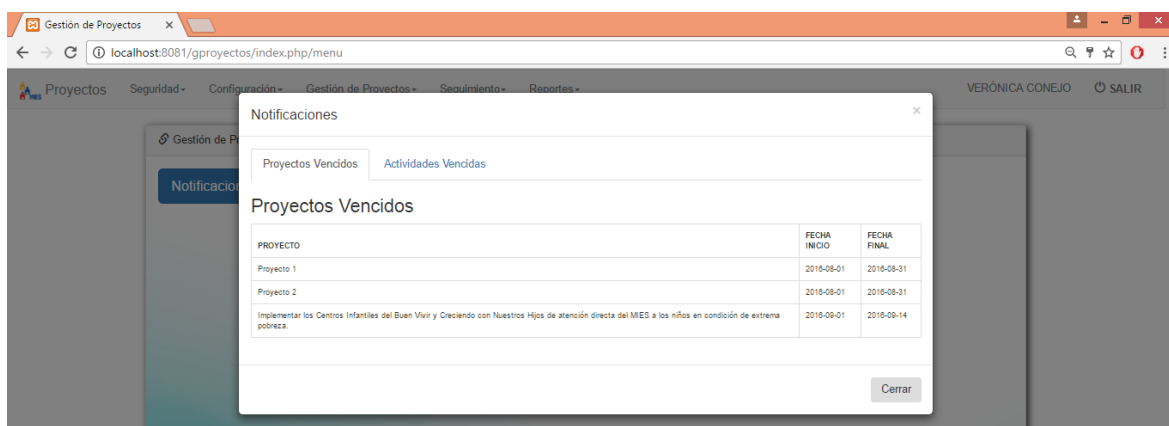 Gestión de Proyectos
localhost:8081/gproyectos/index.php/menu
Proyectos Seguridad Configuración Gestión de Proyectos Seguimiento Reportes VERÓNICA CONEJO SALIR
Gestión de P
Notificacion
Notificaciones
Proyectos Vencidos Actividades Vencidas
Proyectos Vencidos
PROYECTO FECHA INICIO FECHA FINAL
Proyecto 1 2016-08-01 2016-08-31
Proyecto 2 2016-08-01 2016-08-31
Implementar los Centros Infantiles del Buen Vivir y Creciendo con Nuestros Hijos de atención directa del MIES a los niños en condición de extrema 2016-09-01 2016-09-14
pobreza.
Cerrar